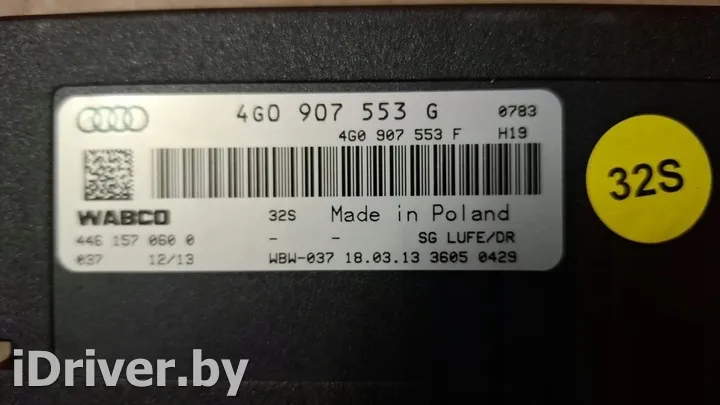 4G0 907 553 G 0783
4G0 907 553 F H19
WABCO 32S Made in Poland
446 157 060 0 - - SG LUFE/DR
037 12/13 WBW-037 18.03.13 3605 0429
32S
iDriver.by